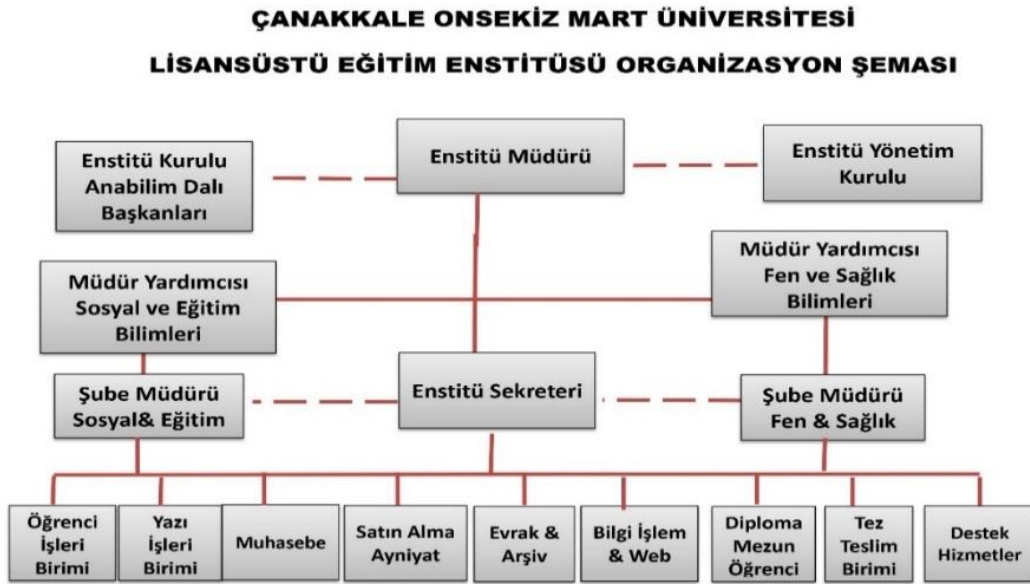 ÇANAKKALE ONSEKİZ MART ÜNİVERSİTESİ
LİSANSÜSTÜ EĞİTİM ENSTİTÜSÜ ORGANİZASYON ŞEMASI
Enstitü Kurulu
Anabilim Dalı
Başkanları
Enstitü Müdürü
Enstitü Yönetim
Kurulu
Müdür Yardımcısı
Sosyal ve Eğitim
Bilimleri
Müdür Yardımcısı
Fen ve Sağlık
Bilimleri
Şube Müdürü
Sosyal& Eğitim
Enstitü Sekreteri
Şube Müdürü
Fen & Sağlık
Öğrenci
İşleri
Birimi
Yazı
İşleri
Birimi
Muhasebe
Satın Alma
Ayniyat
Evrak &
Arşiv
Bilgi İşlem
& Web
Diploma
Mezun
Öğrenci
Tez
Teslim
Birimi
Destek
Hizmetler